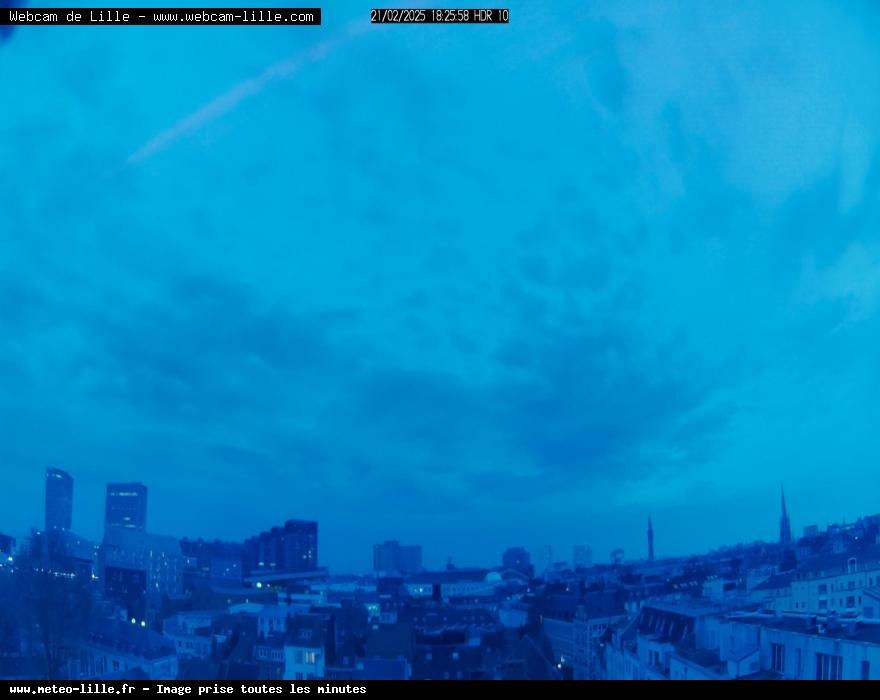 Webcam de Lille - www.webcam-lille.com
21/02/2025 18:25:58 HDR 10
www.meteo-lille.fr - Image prise toutes les minutes